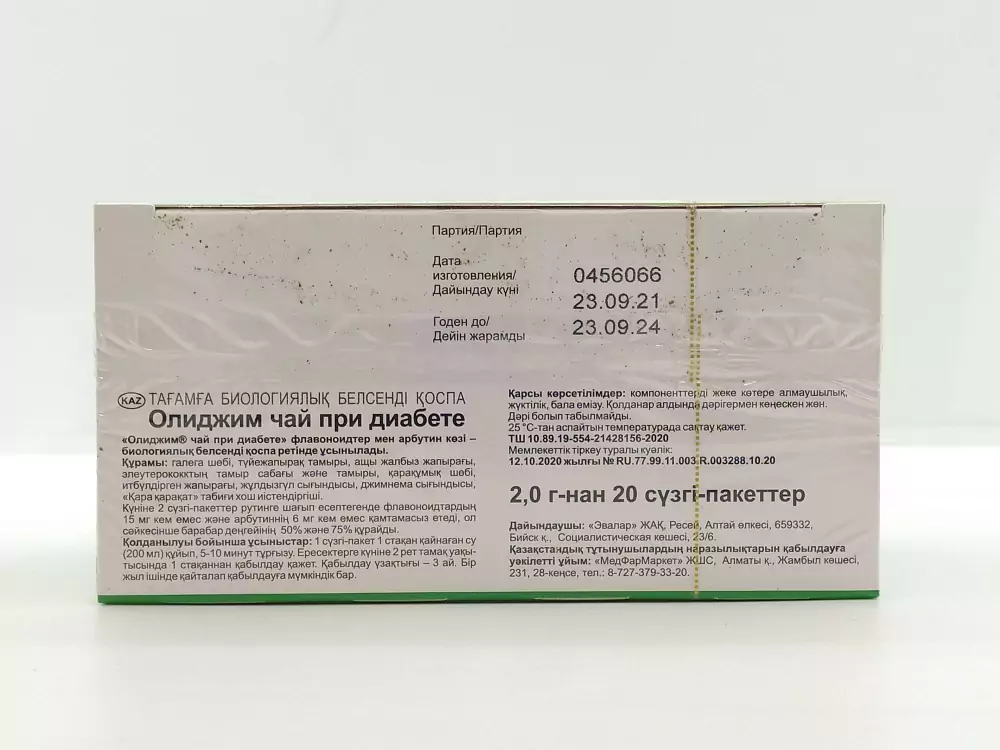 Партия/Партия
Дата
изготовления/
Дайындау күні
0456066
23.09.21
Годен до/
Дейін жарамды
23.09.24
KAZ ТАҒАМҒА БИОЛОГИЯЛЫҚ БЕЛСЕНДІ ҚОСПА
Олиджим чай при диабете
«Олиджим® чай при диабете» флавоноидтер мен арбутин көзі –
биологиялық белсенді қоспа ретінде ұсынылады.
Құрамы: галега шөбі, түйежапырақ тамыры, ащы жалбыз жапырағы,
элеутерококктың тамыр сабағы және тамыры, қарақұмық шөбі,
итбүлдірген жапырағы, жұлдызгүл сығындысы, джимнема сығындысы,
«Қара қарақат» табиғи хош истендіргіші.
Күніне 2 сүзгі-пакеттер рутинге шағып есептегенде флавоноидтардың
15 мг кем емес және арбутиннің 6 мг кем емес қамтамасыз етеді, ол
сәйкесінше барабар деңгейінің 50% және 75% құрайды.
Қолданылуы бойынша ұсыныстар: 1 сүзгі-пакет 1 стақан қайнаған су
(200 мл) құйып, 5-10 минут тұрғызу. Ересектерге күніне 2 рет тамақ уақы-
тысында 1 стақаннан қабылдау қажет. Қабылдау ұзақтығы – 3 ай. Бір
жыл ішінде қайталап қабылдауға мүмкіндік бар.
Қарсы көрсетілімдер: компоненттерді жеке көтере алмаушылық,
жүктілік, бала емізу. Қолданар алдында дәрігермен кеңескен жөн.
Дәрі болып табылмайды.
25 °С-тан аспайтын температурада сақтау қажет.
ТШ 10.89.19-554-21428156-2020
Мемлекеттік тіркеу туралы куәлік:
12.10.2020 жылғы № RU.77.99.11.003.R.003288.10.20
2,0 г-нан 20 сүзгі-пакеттер
Дайындаушы: «Эвалар» ЖАҚ, Ресей, Алтай өлкесі, 659332,
Бийск қ., Социалистическая көшесі, 23/6.
Қазақстандық тұтынушылардың наразылықтарын қабылдауға
уәкілетті ұйым: «МедФарМаркет» ЖШС, Алматы қ., Жамбыл көшесі,
231, 28-кеңсе, тел.: 8-727-379-33-20.